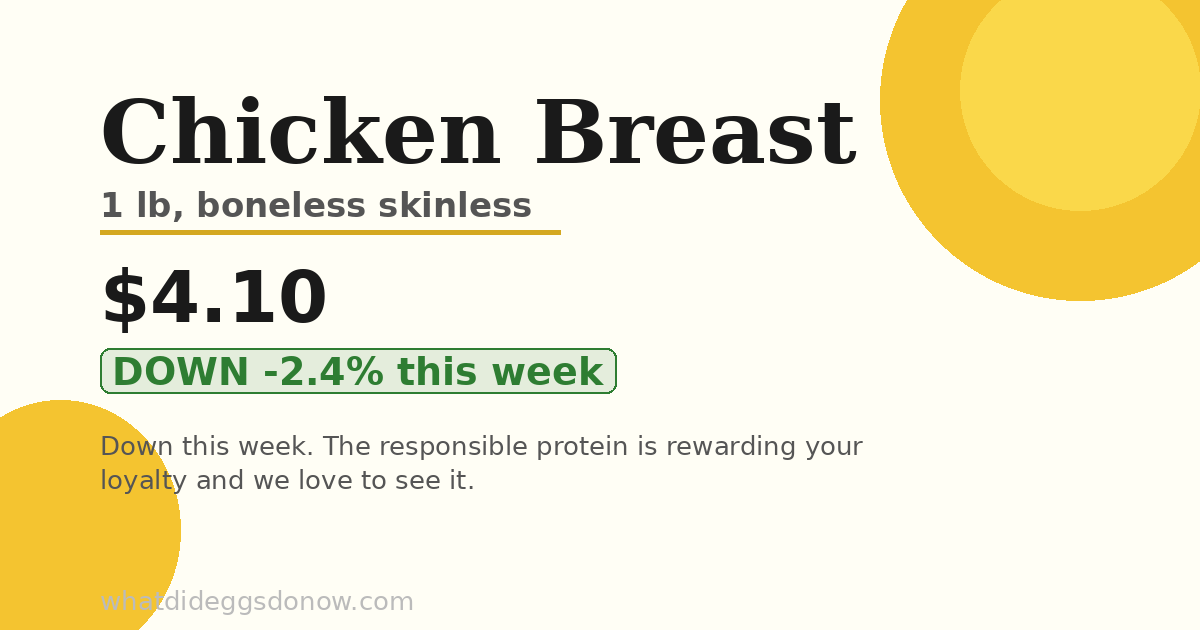 Chicken Breast
1 lb, boneless skinless
$4.10
DOWN -2.4% this week
Down this week. The responsible protein is rewarding your
loyalty and we love to see it.
whatdideggsdonow.com